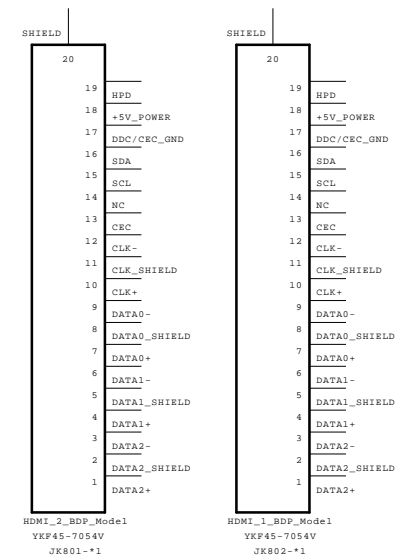 SHIELD
20
19
HPD
18
+5V_POWER
17
DDC/CEC_GND
16
SDA
15
SCL
14
NC
13
CEC
12
CLK-
11
CLK_SHIELD
10
CLK+
9
DATA0-
8
DATA0_SHIELD
7
DATA0+
6
DATA1-
5
DATA1_SHIELD
4
DATA1+
3
DATA2-
2
DATA2_SHIELD
1
DATA2+
HDMI_2_BDP_Model
YKF45-7054V
JK801-*1
SHIELD
20
19
HPD
18
+5V_POWER
17
DDC/CEC_GND
16
SDA
15
SCL
14
NC
13
CEC
12
CLK-
11
CLK_SHIELD
10
CLK+
9
DATA0-
8
DATA0_SHIELD
7
DATA0+
6
DATA1-
5
DATA1_SHIELD
4
DATA1+
3
DATA2-
2
DATA2_SHIELD
1
DATA2+
HDMI_1_BDP_Model
YKF45-7054V
JK802-*1